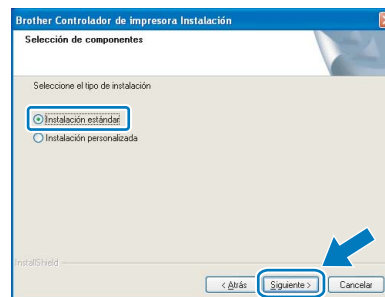 Brother Controlador de impresora Instalación
Selección de componentes
Seleccione el tipo de instalación
Instalación estándar
Instalación personalizada
InstallShield
< Atrás Siguiente > Cancelar